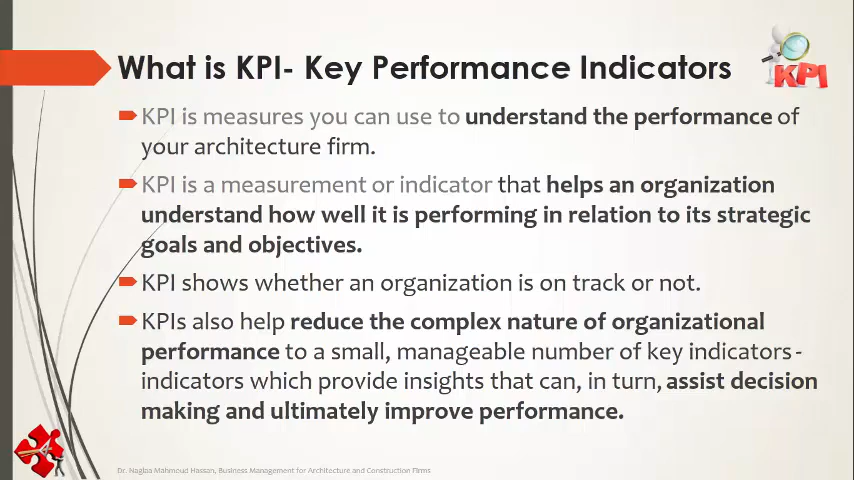 What is KPI- Key Performance Indicators
KPI
KPI is measures you can use to understand the performance of
your architecture firm.
KPI is a measurement or indicator that helps an organization
understand how well it is performing in relation to its strategic
goals and objectives.
KPI shows whether an organization is on track or not.
KPIs also help reduce the complex nature of organizational
performance to a small, manageable number of key indicators-
indicators which provide insights that can, in turn, assist decision
making and ultimately improve performance.
Dr. Naglaa Mahmoud Hassan, Business Management for Architecture and Construction Firms